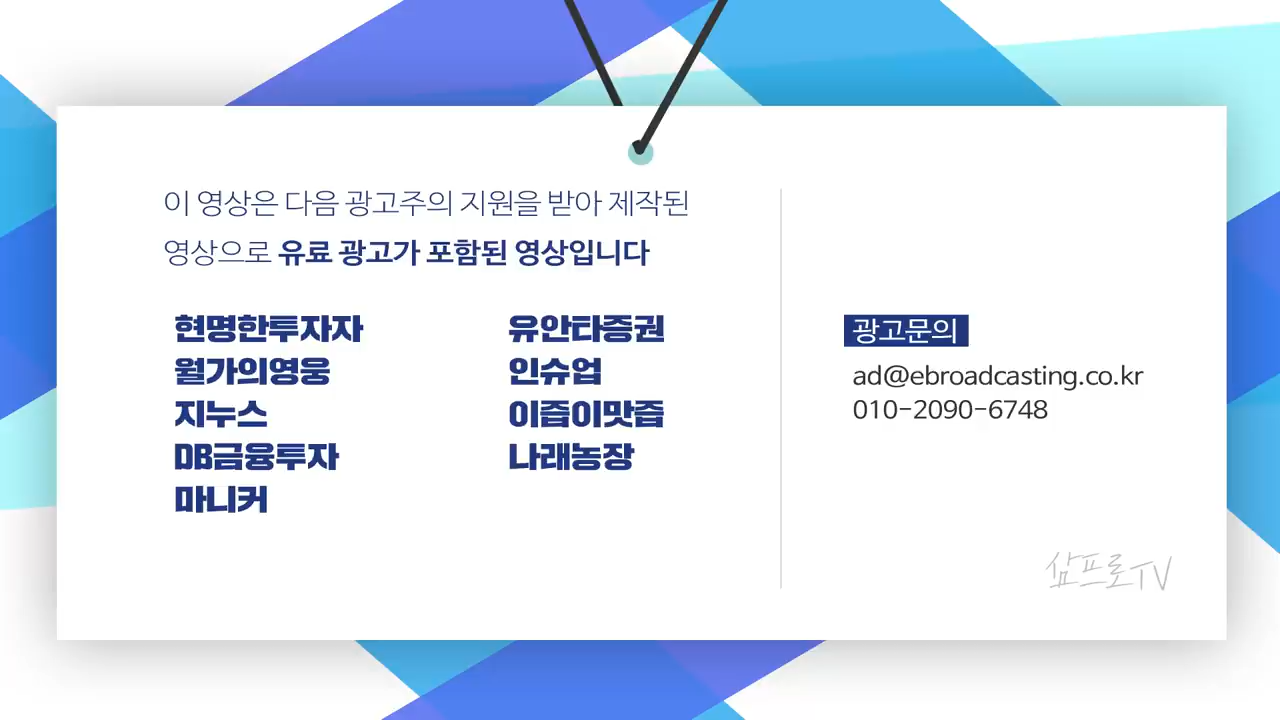 이 영상은 다음 광고주의 지원을 받아 제작된
영상으로 유료 광고가 포함된 영상입니다
현명한투자자
월가의영웅
지누스
DB금융투자
마니커
유안타증권
인슈업
이즙이맛즙
나래농장
광고문의
ad@ebroadcasting.co.kr
010-2090-6748
삼프로TV